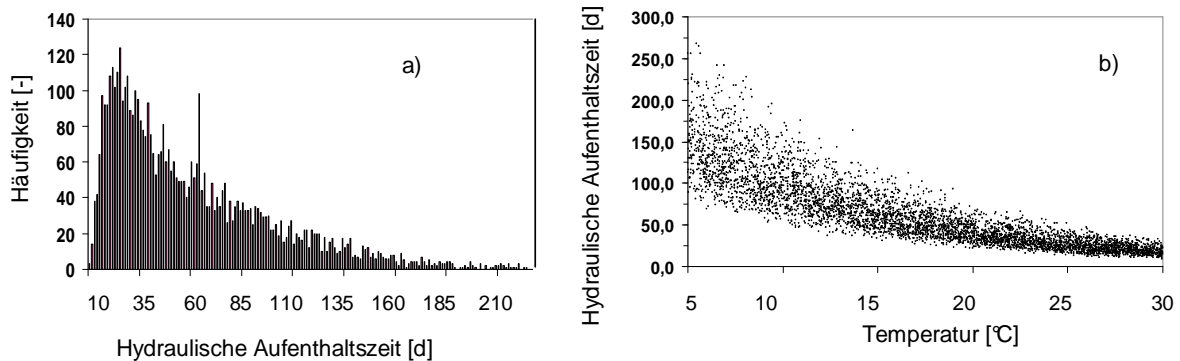 140
120
100
80
60
40
20
0
Häufigkeit [-]
a)
10 35 60 85 110 135 160 185 210
Hydraulische Aufenthaltszeit [d]
300,0
250,0
200,0
150,0
100,0
50,0
0,0
Hydraulische Aufenthaltszeit [d]
b)
5 10 15 20 25 30
Temperatur [°C]